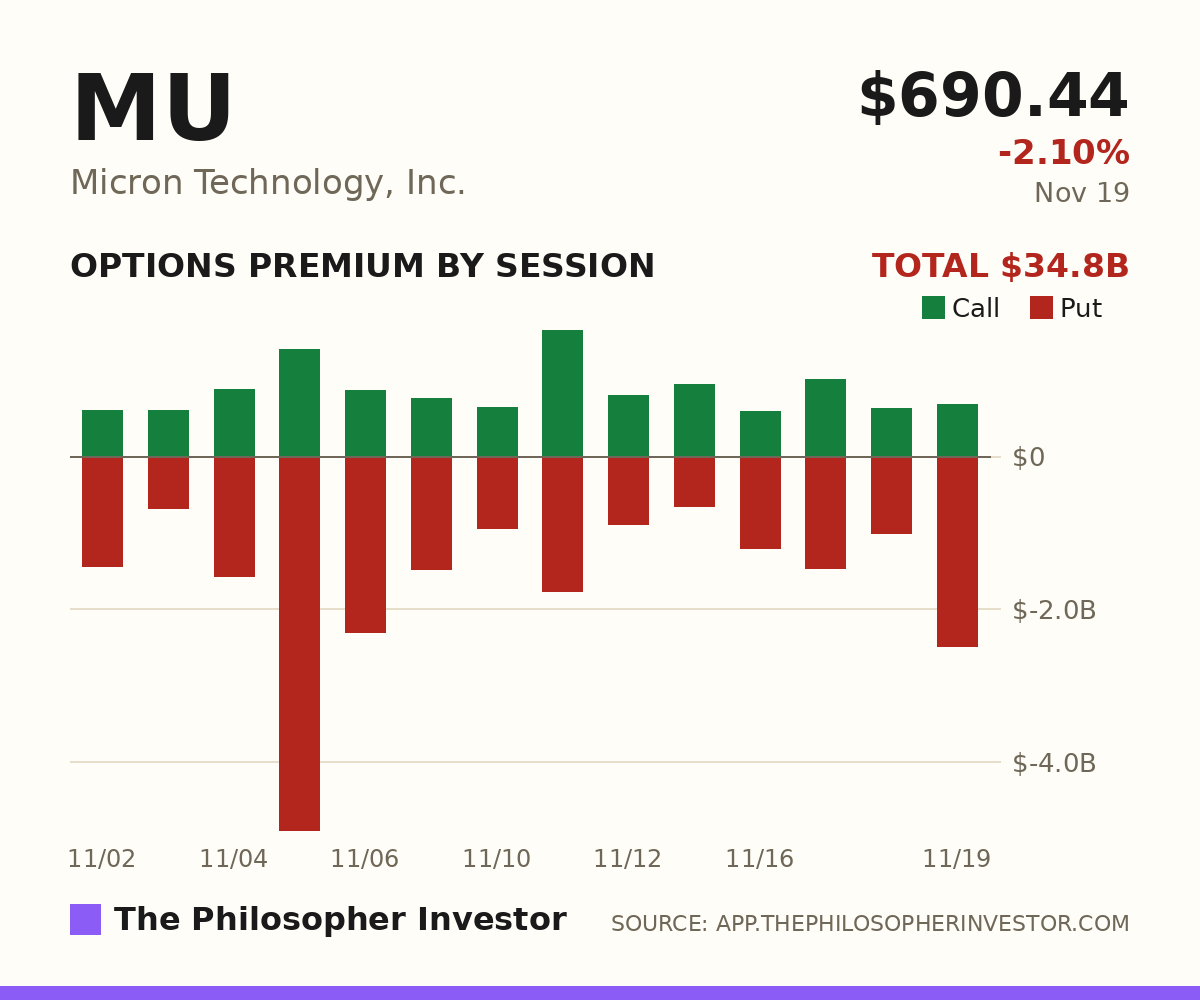 MU
$690.44
-2.10%
Micron Technology, Inc.
Nov 19
OPTIONS PREMIUM BY SESSION
TOTAL $34.8B
Call
Put
$0
$-2.0B
$-4.0B
11/02 11/04 11/06 11/10 11/12 11/16 11/19
The Philosopher Investor
SOURCE: APP.THEPHILOSOPHERINVESTOR.COM